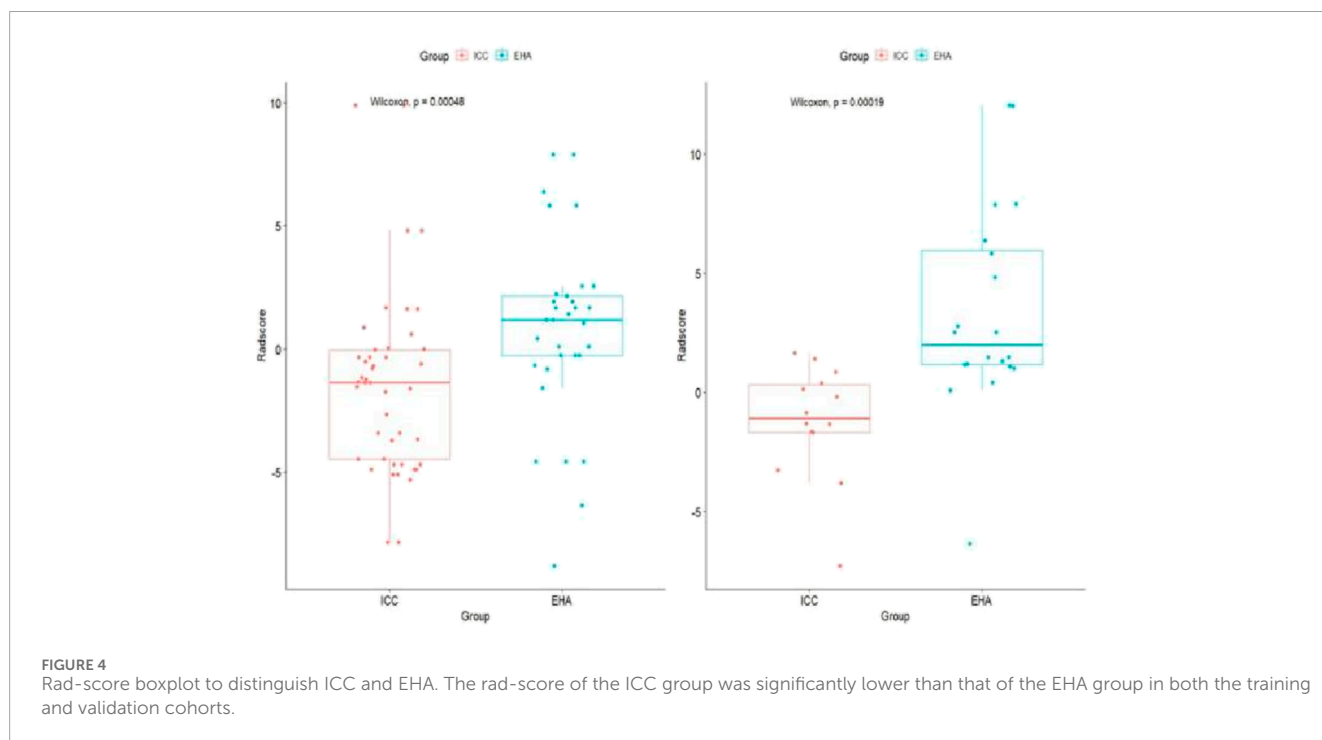 Group ICC EHA
Wilcoxon, p = 0.00048
10
5
0
-5
Radscore
ICC EHA
Group
Group ICC EHA
Wilcoxon, p = 0.00019
10
5
0
-5
Radscore
ICC EHA
Group
FIGURE 4
Rad-score boxplot to distinguish ICC and EHA. The rad-score of the ICC group was significantly lower than that of the EHA group in both the training
and validation cohorts.